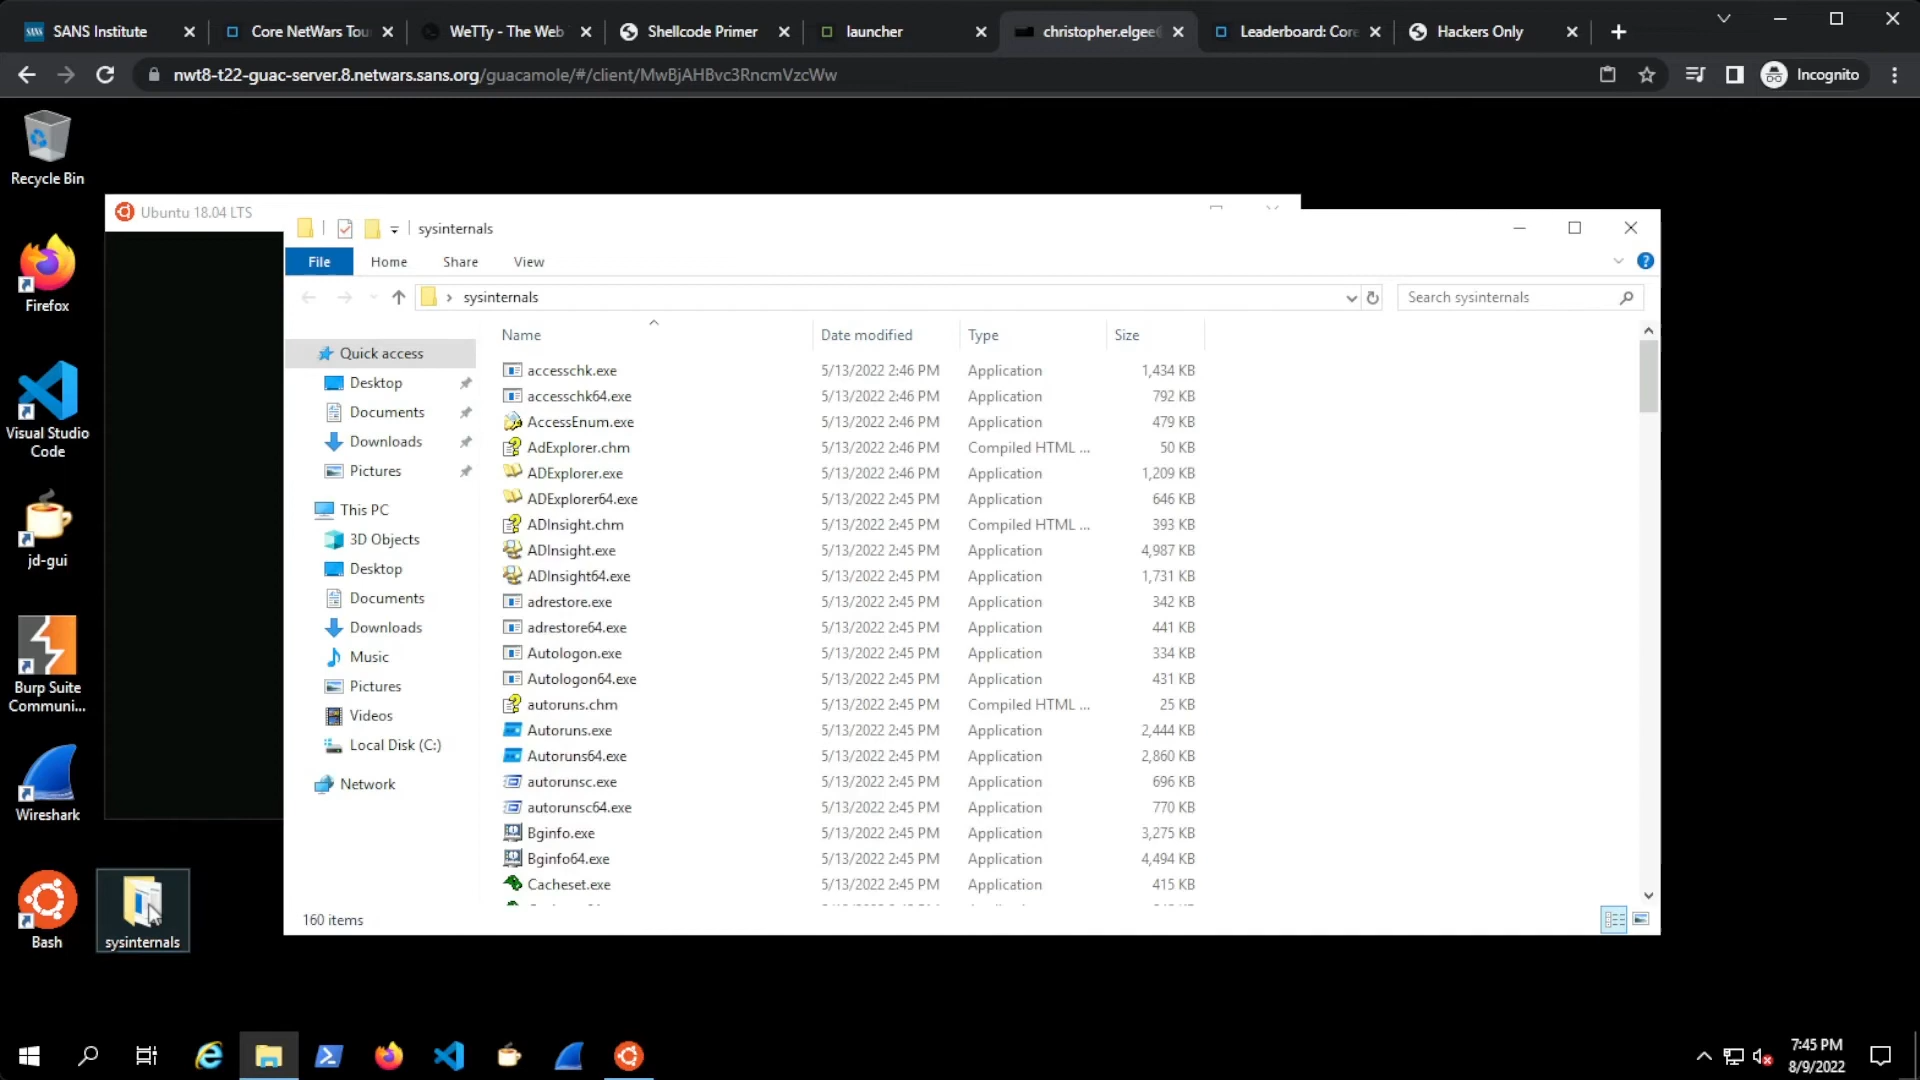 SANS Institute
Core NetWars Tou
WeTTy - The Web
Shellcode Primer
launcher
christopher.elgee
Leaderboard: Core
Hackers Only
nwt8-t22-guac-server.8.netwars.sans.org/guacamole/#/client/MwBjAHBvc3RncmVzcWw
Incognito
Recycle Bin
Firefox
Visual Studio
Code
jd-gui
Burp Suite
Communi...
Wireshark
Bash
sysinternals
Ubuntu 18.04 LTS
sysinternals
File
Home
Share
View
sysinternals
Search sysinternals
Quick access
Desktop
Documents
Downloads
Pictures
This PC
3D Objects
Desktop
Documents
Downloads
Music
Pictures
Videos
Local Disk (C:)
Network
Name Date modified Type Size
accesschk.exe 5/13/2022 2:46 PM Application 1,434 KB
accesschk64.exe 5/13/2022 2:46 PM Application 792 KB
AccessEnum.exe 5/13/2022 2:46 PM Application 479 KB
AdExplorer.chm 5/13/2022 2:46 PM Compiled HTML ... 50 KB
ADExplorer.exe 5/13/2022 2:46 PM Application 1,209 KB
ADExplorer64.exe 5/13/2022 2:45 PM Application 646 KB
ADInsight.chm 5/13/2022 2:45 PM Compiled HTML ... 393 KB
ADInsight.exe 5/13/2022 2:45 PM Application 4,987 KB
ADInsight64.exe 5/13/2022 2:45 PM Application 1,731 KB
adrestore.exe 5/13/2022 2:45 PM Application 342 KB
adrestore64.exe 5/13/2022 2:45 PM Application 441 KB
Autologon.exe 5/13/2022 2:45 PM Application 334 KB
Autologon64.exe 5/13/2022 2:45 PM Application 431 KB
autoruns.chm 5/13/2022 2:45 PM Compiled HTML ... 25 KB
Autoruns.exe 5/13/2022 2:45 PM Application 2,444 KB
Autoruns64.exe 5/13/2022 2:45 PM Application 2,860 KB
autorunsc.exe 5/13/2022 2:45 PM Application 696 KB
autorunsc64.exe 5/13/2022 2:45 PM Application 770 KB
Bginfo.exe 5/13/2022 2:45 PM Application 3,275 KB
Bginfo64.exe 5/13/2022 2:45 PM Application 4,494 KB
Cacheset.exe 5/13/2022 2:45 PM Application 415 KB
160 items
7:45 PM
8/9/2022